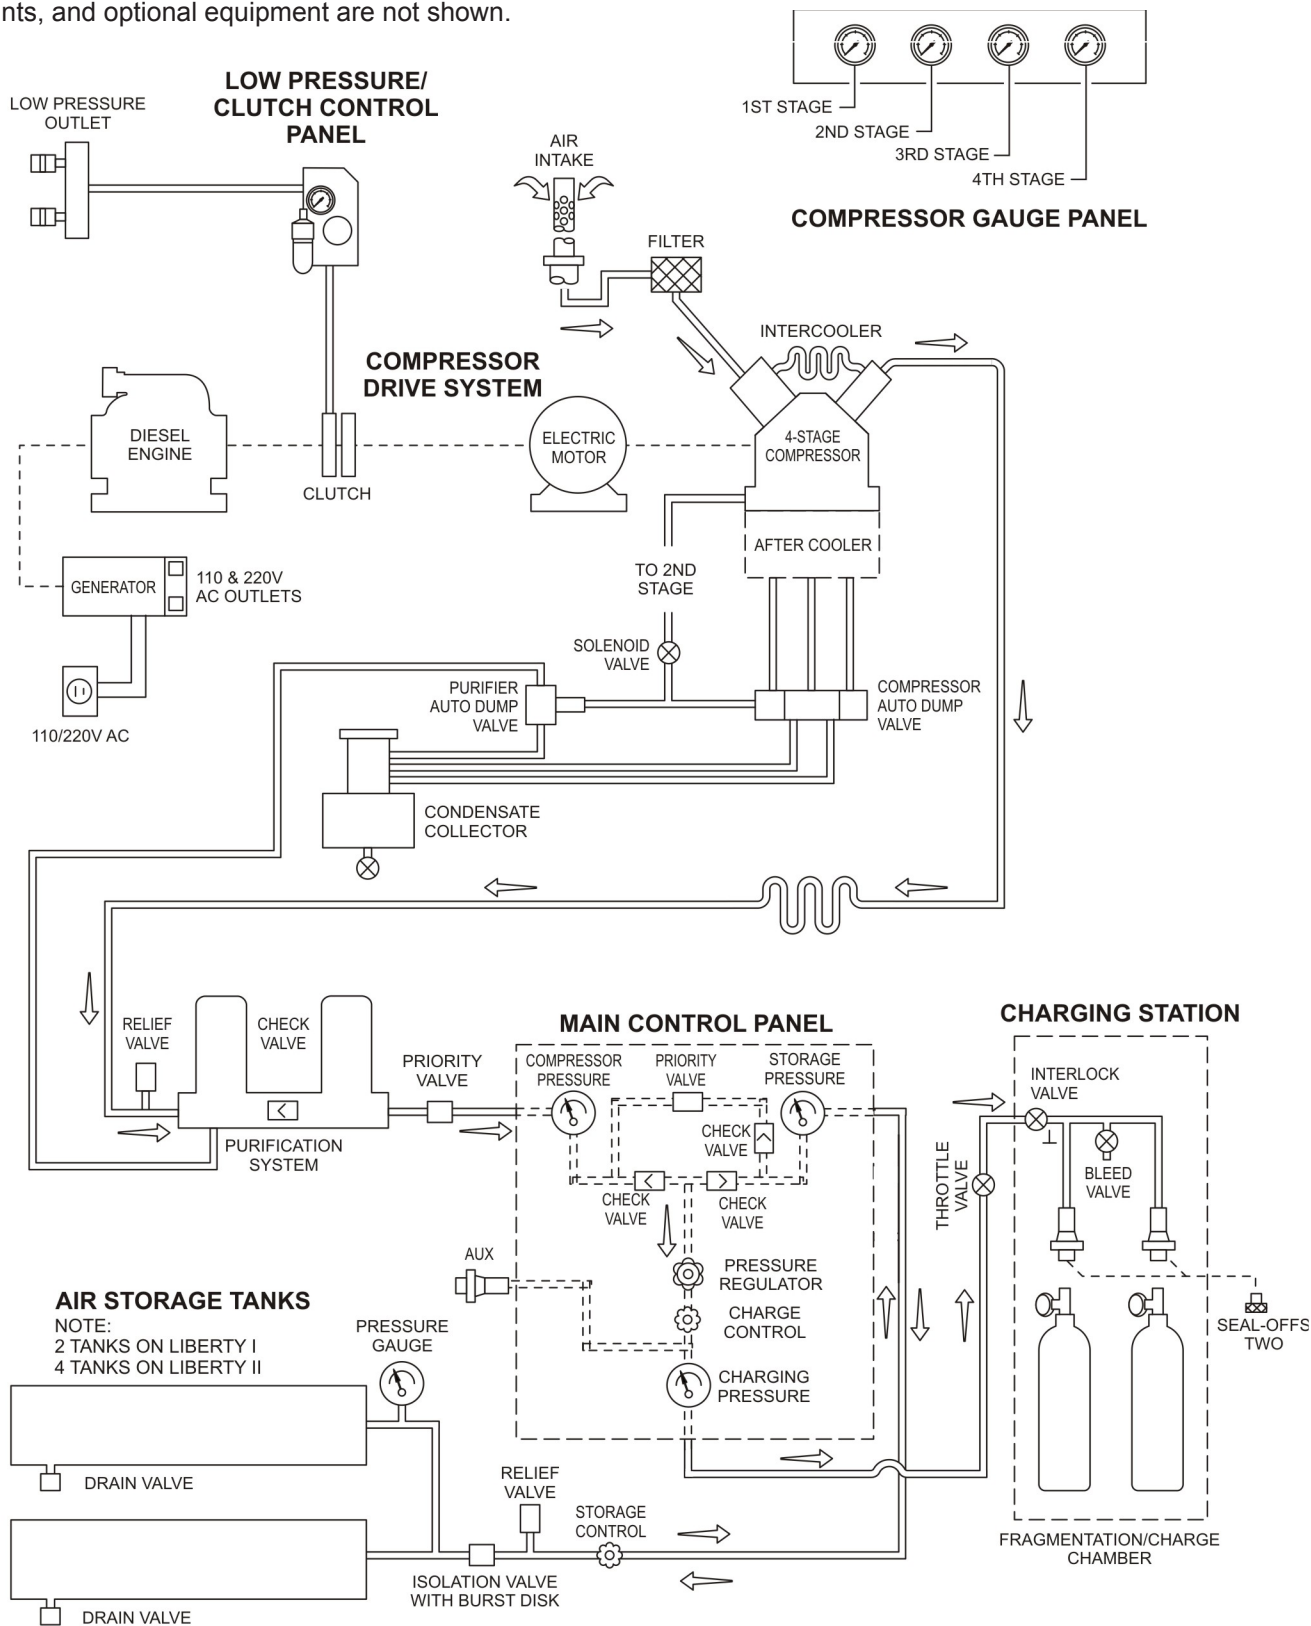 nts, and optional equipment are not shown.
1ST STAGE
2ND STAGE
3RD STAGE
4TH STAGE
COMPRESSOR GAUGE PANEL
LOW PRESSURE/
CLUTCH CONTROL
PANEL
LOW PRESSURE
OUTLET
AIR
INTAKE
FILTER
INTERCOOLER
COMPRESSOR
DRIVE SYSTEM
DIESEL
ENGINE
CLUTCH
ELECTRIC
MOTOR
4-STAGE
COMPRESSOR
AFTER COOLER
TO 2ND
STAGE
GENERATOR
110 & 220V
AC OUTLETS
110/220V AC
SOLENOID
VALVE
PURIFIER
AUTO DUMP
VALVE
COMPRESSOR
AUTO DUMP
VALVE
CONDENSATE
COLLECTOR
RELIEF
VALVE
CHECK
VALVE
PRIORITY
VALVE
PURIFICATION
SYSTEM
MAIN CONTROL PANEL
COMPRESSOR
PRESSURE
PRIORITY
VALVE
STORAGE
PRESSURE
CHECK
VALVE
CHECK
VALVE
CHECK
VALVE
AUX
PRESSURE
REGULATOR
CHARGE
CONTROL
CHARGING
PRESSURE
CHARGING STATION
INTERLOCK
VALVE
THROTTLE
VALVE
BLEED
VALVE
SEAL-OFFS
TWO
FRAGMENTATION/CHARGE
CHAMBER
AIR STORAGE TANKS
NOTE:
2 TANKS ON LIBERTY I
4 TANKS ON LIBERTY II
PRESSURE
GAUGE
DRAIN VALVE
RELIEF
VALVE
STORAGE
CONTROL
ISOLATION VALVE
WITH BURST DISK
DRAIN VALVE